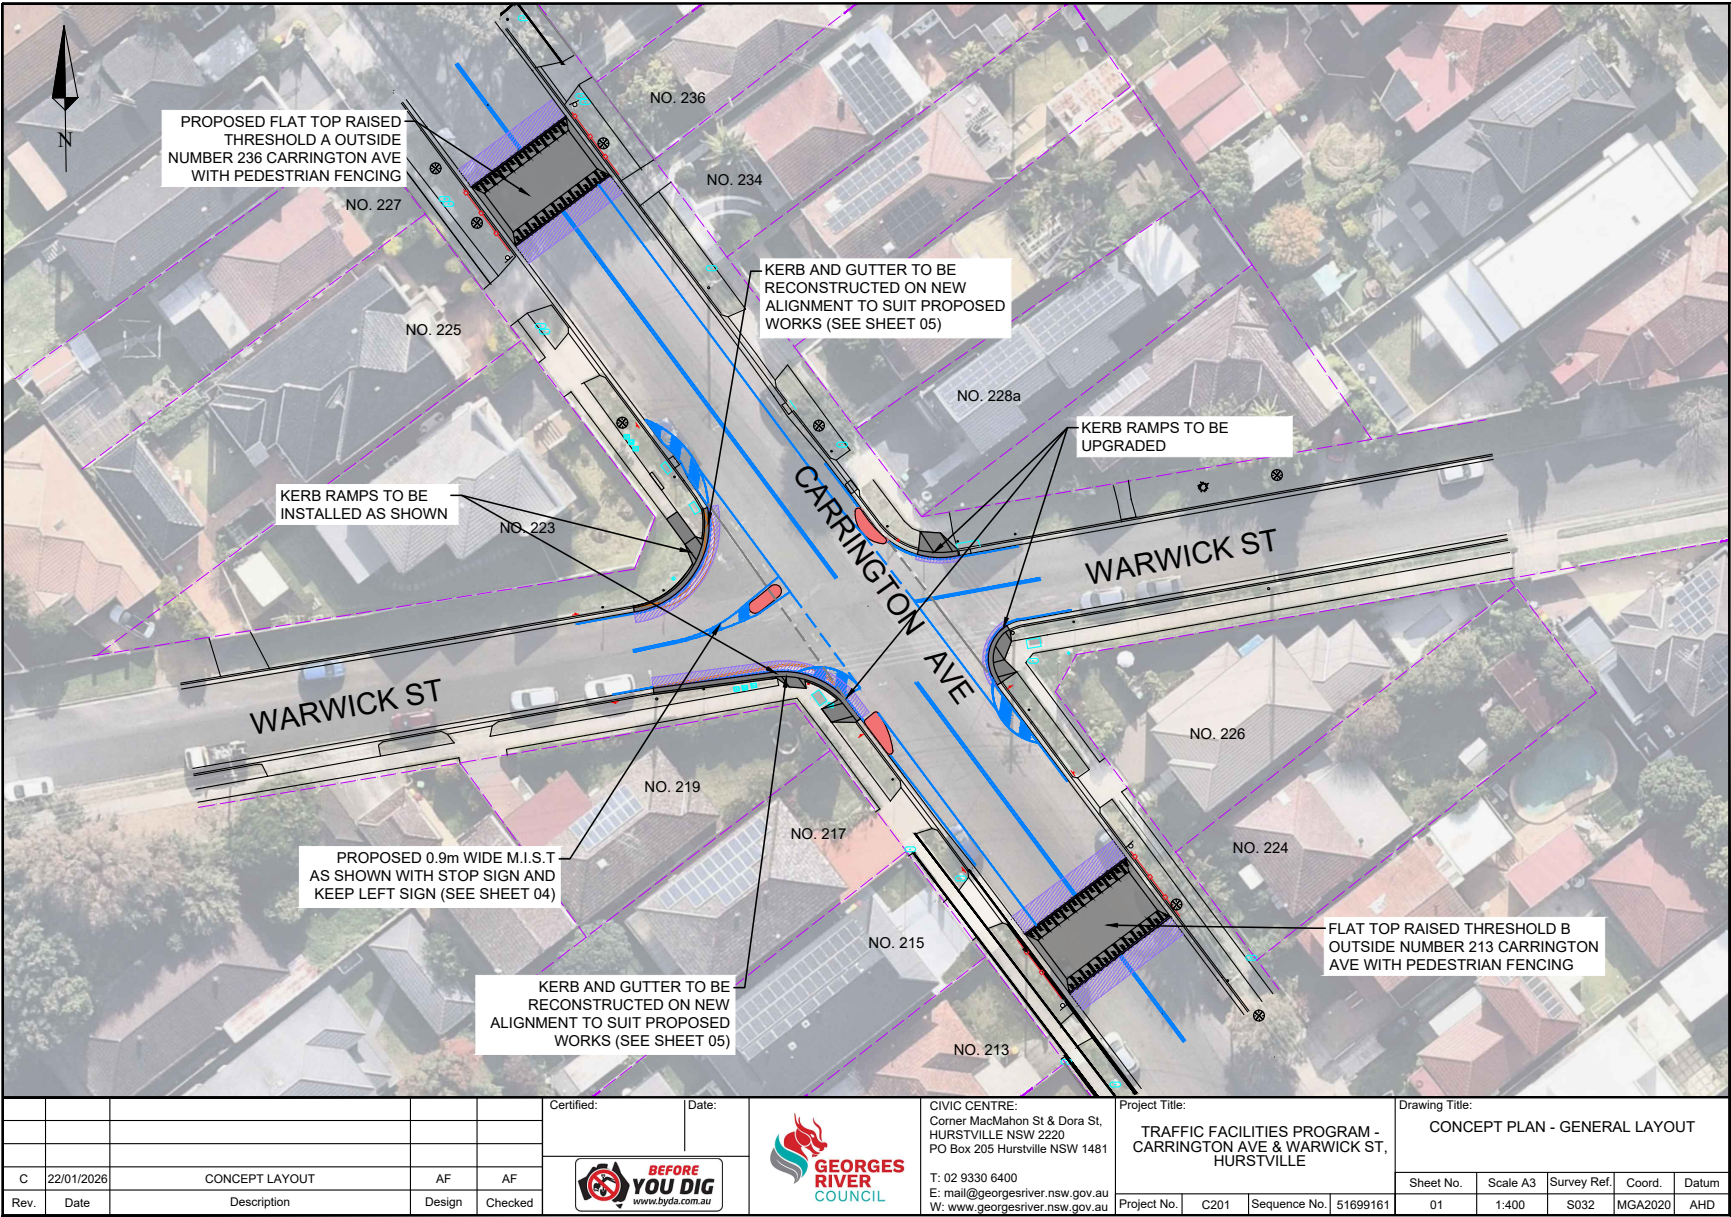 N
PROPOSED FLAT TOP RAISED
THRESHOLD A OUTSIDE
NUMBER 236 CARRINGTON AVE
WITH PEDESTRIAN FENCING
NO. 236
NO. 234
NO. 227
NO. 225
KERB AND GUTTER TO BE
RECONSTRUCTED ON NEW
ALIGNMENT TO SUIT PROPOSED
WORKS (SEE SHEET 05)
NO. 228a
KERB RAMPS TO BE
UPGRADED
KERB RAMPS TO BE
INSTALLED AS SHOWN
NO. 223
CARRINGTON AVE
WARWICK ST
WARWICK ST
NO. 226
NO. 219
NO. 217
NO. 224
PROPOSED 0.9m WIDE M.I.S.T
AS SHOWN WITH STOP SIGN AND
KEEP LEFT SIGN (SEE SHEET 04)
NO. 215
FLAT TOP RAISED THRESHOLD B
OUTSIDE NUMBER 213 CARRINGTON
AVE WITH PEDESTRIAN FENCING
KERB AND GUTTER TO BE
RECONSTRUCTED ON NEW
ALIGNMENT TO SUIT PROPOSED
WORKS (SEE SHEET 05)
NO. 213
C 22/01/2026 CONCEPT LAYOUT AF AF
Rev. Date Description Design Checked
Certified: Date:
BEFORE
YOU DIG
www.byda.com.au
GEORGES
RIVER
COUNCIL
CIVIC CENTRE:
Corner MacMahon St & Dora St,
HURSTVILLE NSW 2220
PO Box 205 Hurstville NSW 1481
T: 02 9330 6400
E: mail@georgesriver.nsw.gov.au
W: www.georgesriver.nsw.gov.au
Project Title:
TRAFFIC FACILITIES PROGRAM -
CARRINGTON AVE & WARWICK ST,
HURSTVILLE
Project No. C201 Sequence No. 51699161
Drawing Title:
CONCEPT PLAN - GENERAL LAYOUT
Sheet No. Scale A3 Survey Ref. Coord. Datum
01 1:400 S032 MGA2020 AHD